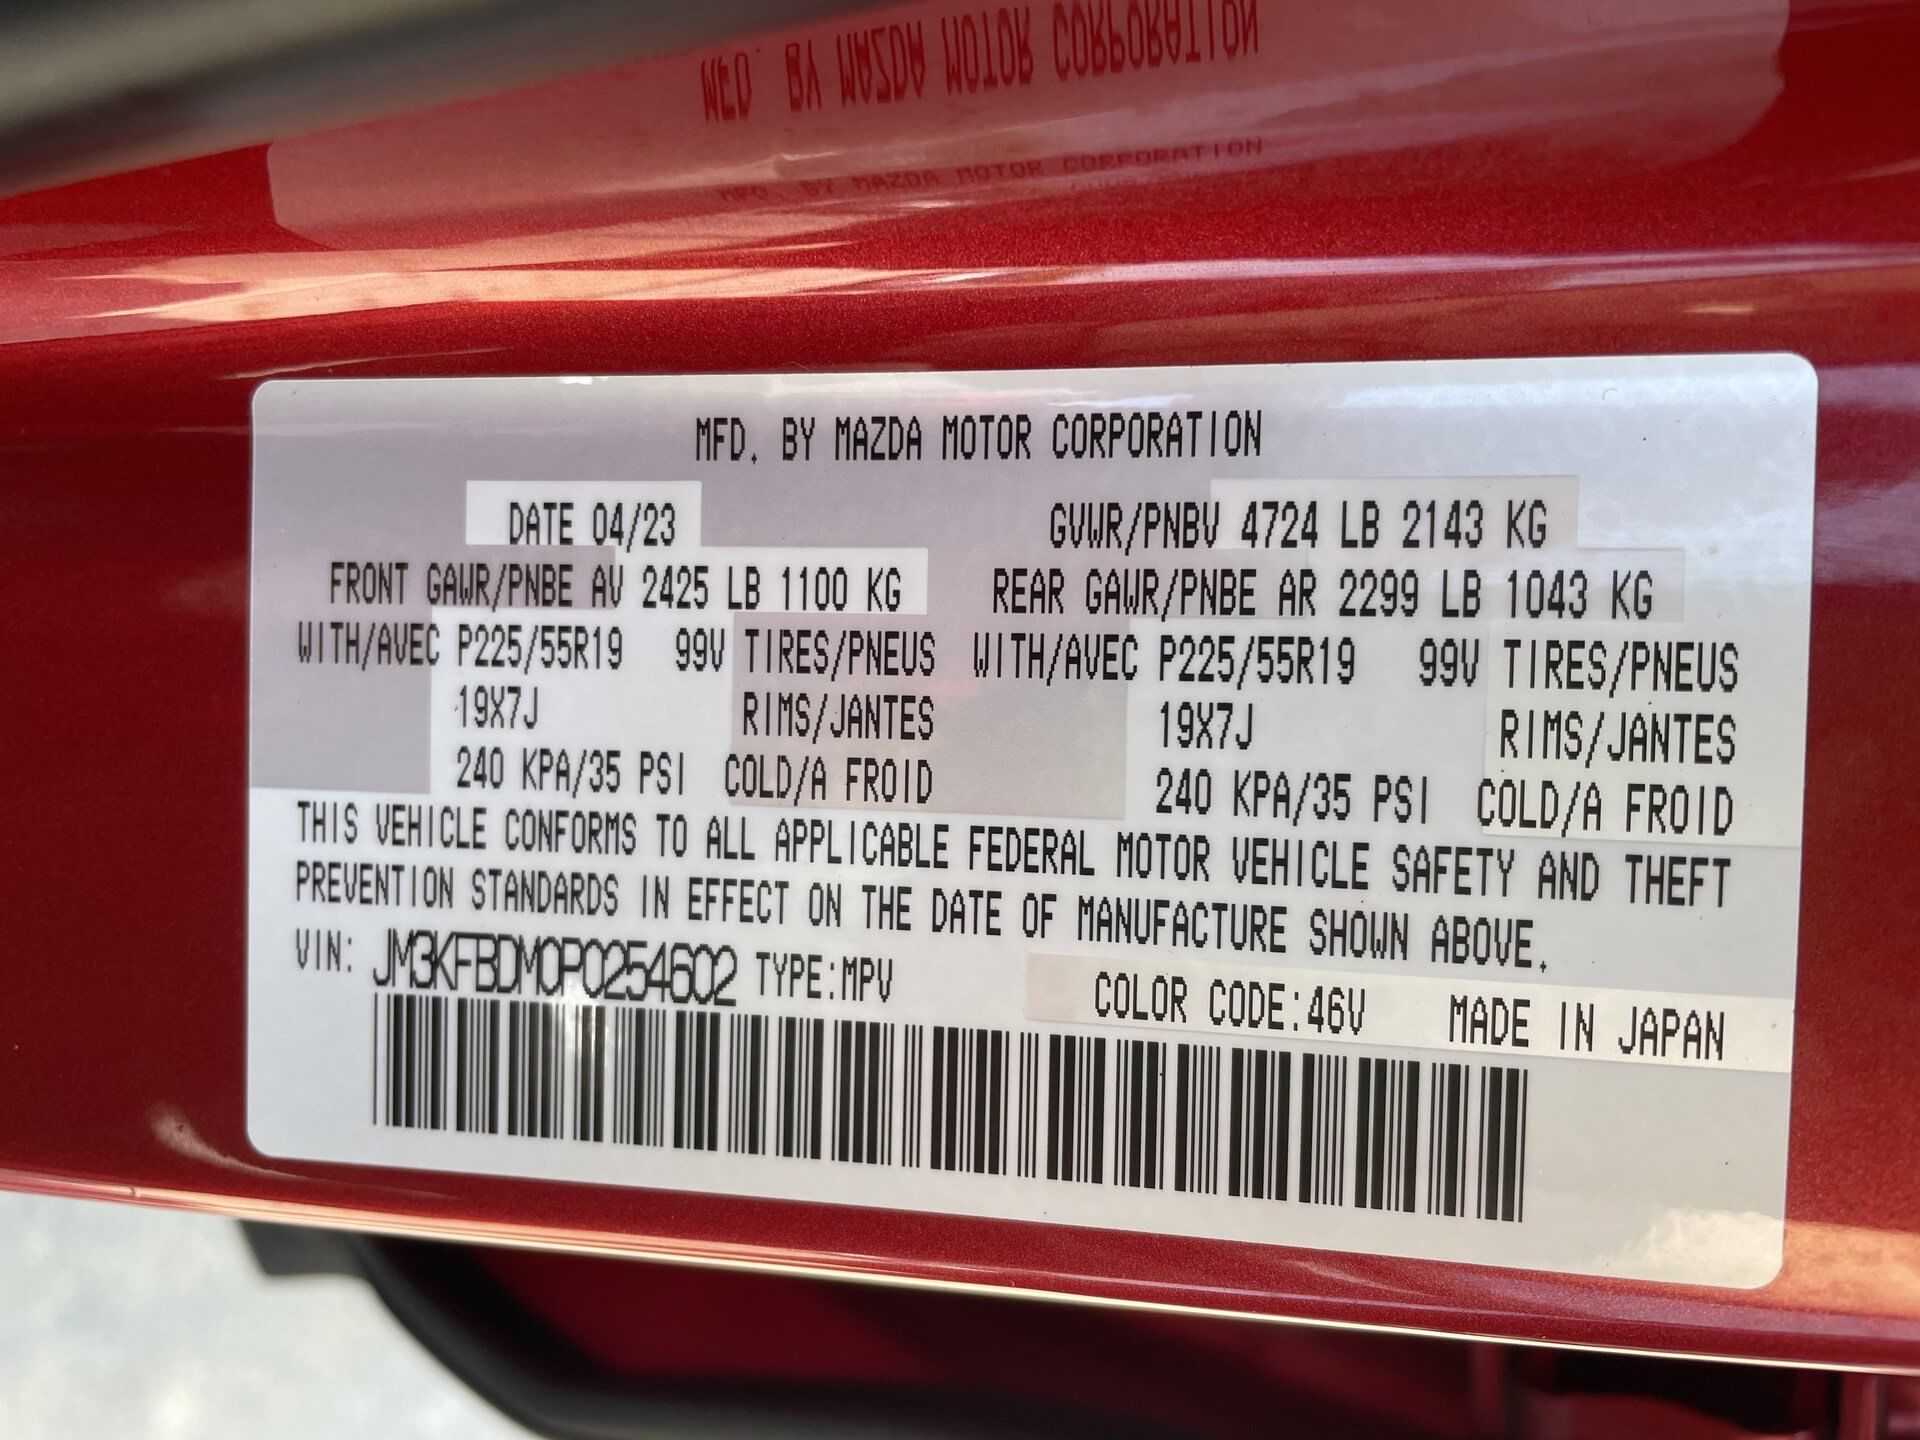 MFD. BY MAZDA MOTOR CORPORATION
MFG. BY MAZDA MOTOR CORPORATION
MFD. BY MAZDA MOTOR CORPORATION
DATE 04/23 GVWR/PNBV 4724 LB 2143 KG
FRONT GAWR/PNBE AV 2425 LB 1100 KG REAR GAWR/PNBE AR 2299 LB 1043 KG
WITH/AVEC P225/55R19 99V TIRES/PNEUS WITH/AVEC P225/55R19 99V TIRES/PNEUS
19X7J RIMS/JANTES 19X7J RIMS/JANTES
240 KPA/35 PSI COLD/A FROID 240 KPA/35 PSI COLD/A FROID
THIS VEHICLE CONFORMS TO ALL APPLICABLE FEDERAL MOTOR VEHICLE SAFETY AND THEFT
PREVENTION STANDARDS IN EFFECT ON THE DATE OF MANUFACTURE SHOWN ABOVE.
VIN: JM3KFBDM0P0254602 TYPE:MPV COLOR CODE:46V MADE IN JAPAN